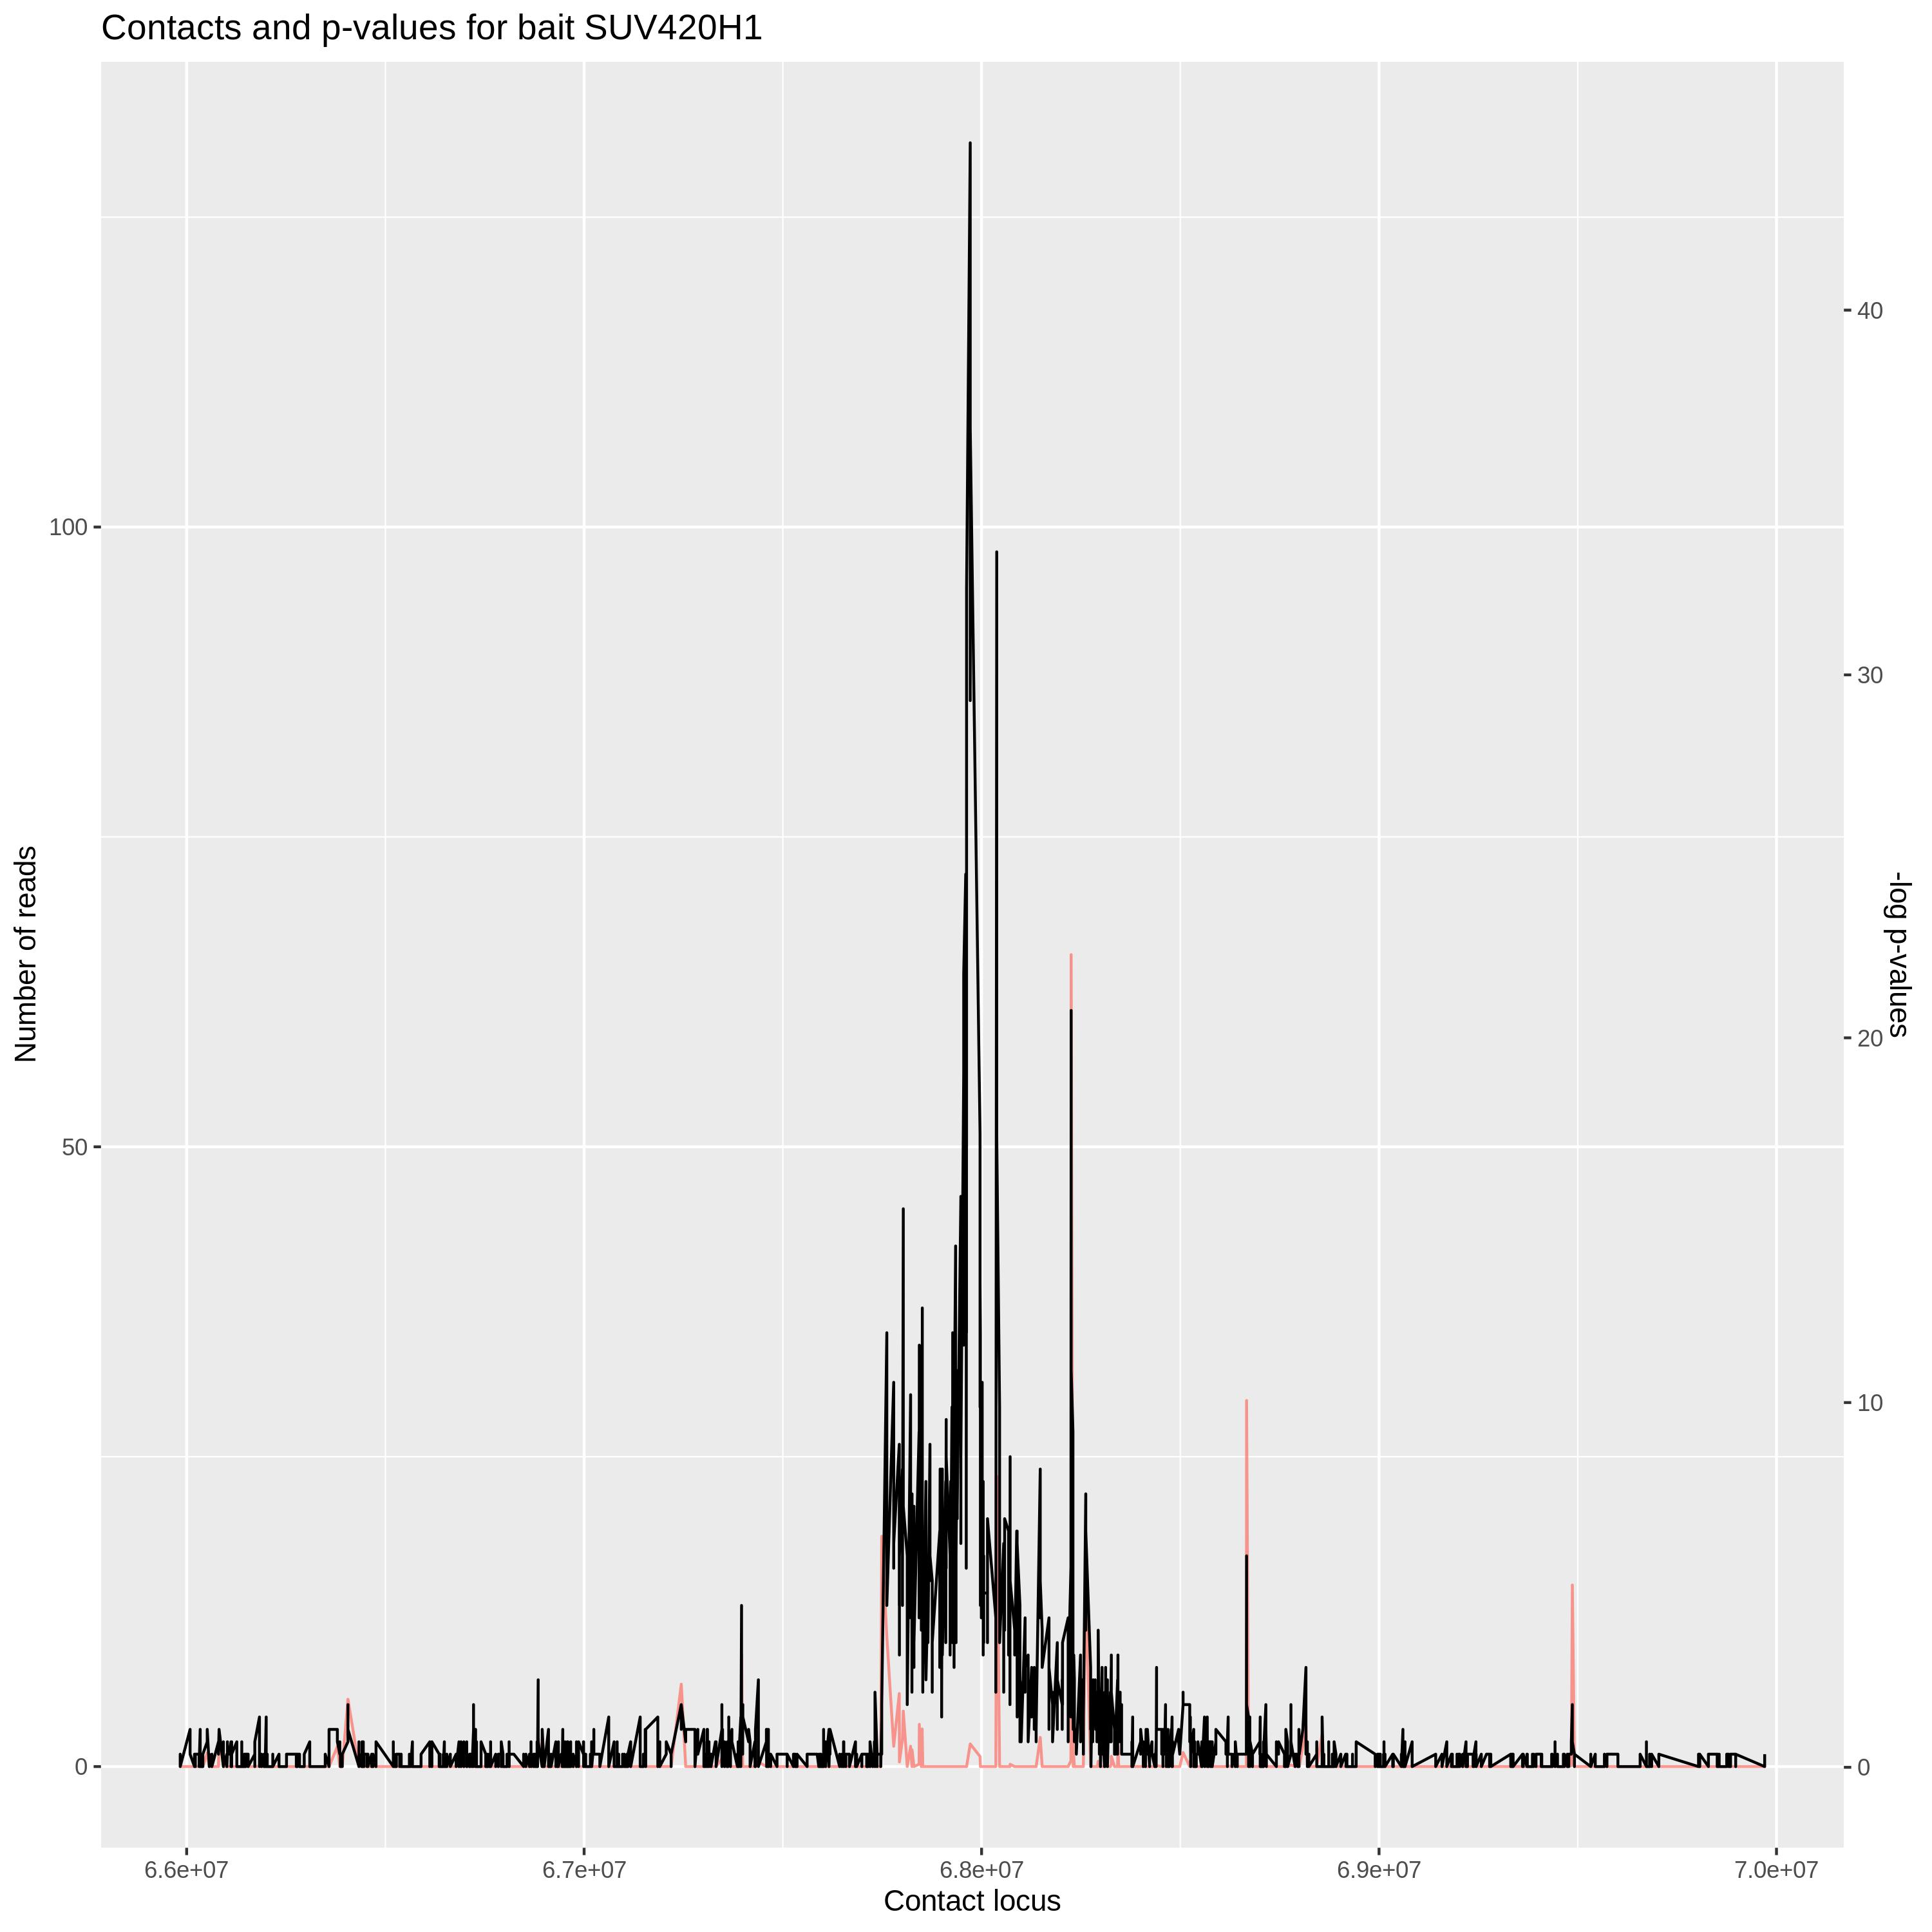 Contacts and p-values for bait SUV420H1
100
50
0
Number of reads
40
30
20
10
0
-log p-values
6.6e+07 6.7e+07 6.8e+07 6.9e+07 7.0e+07
Contact locus